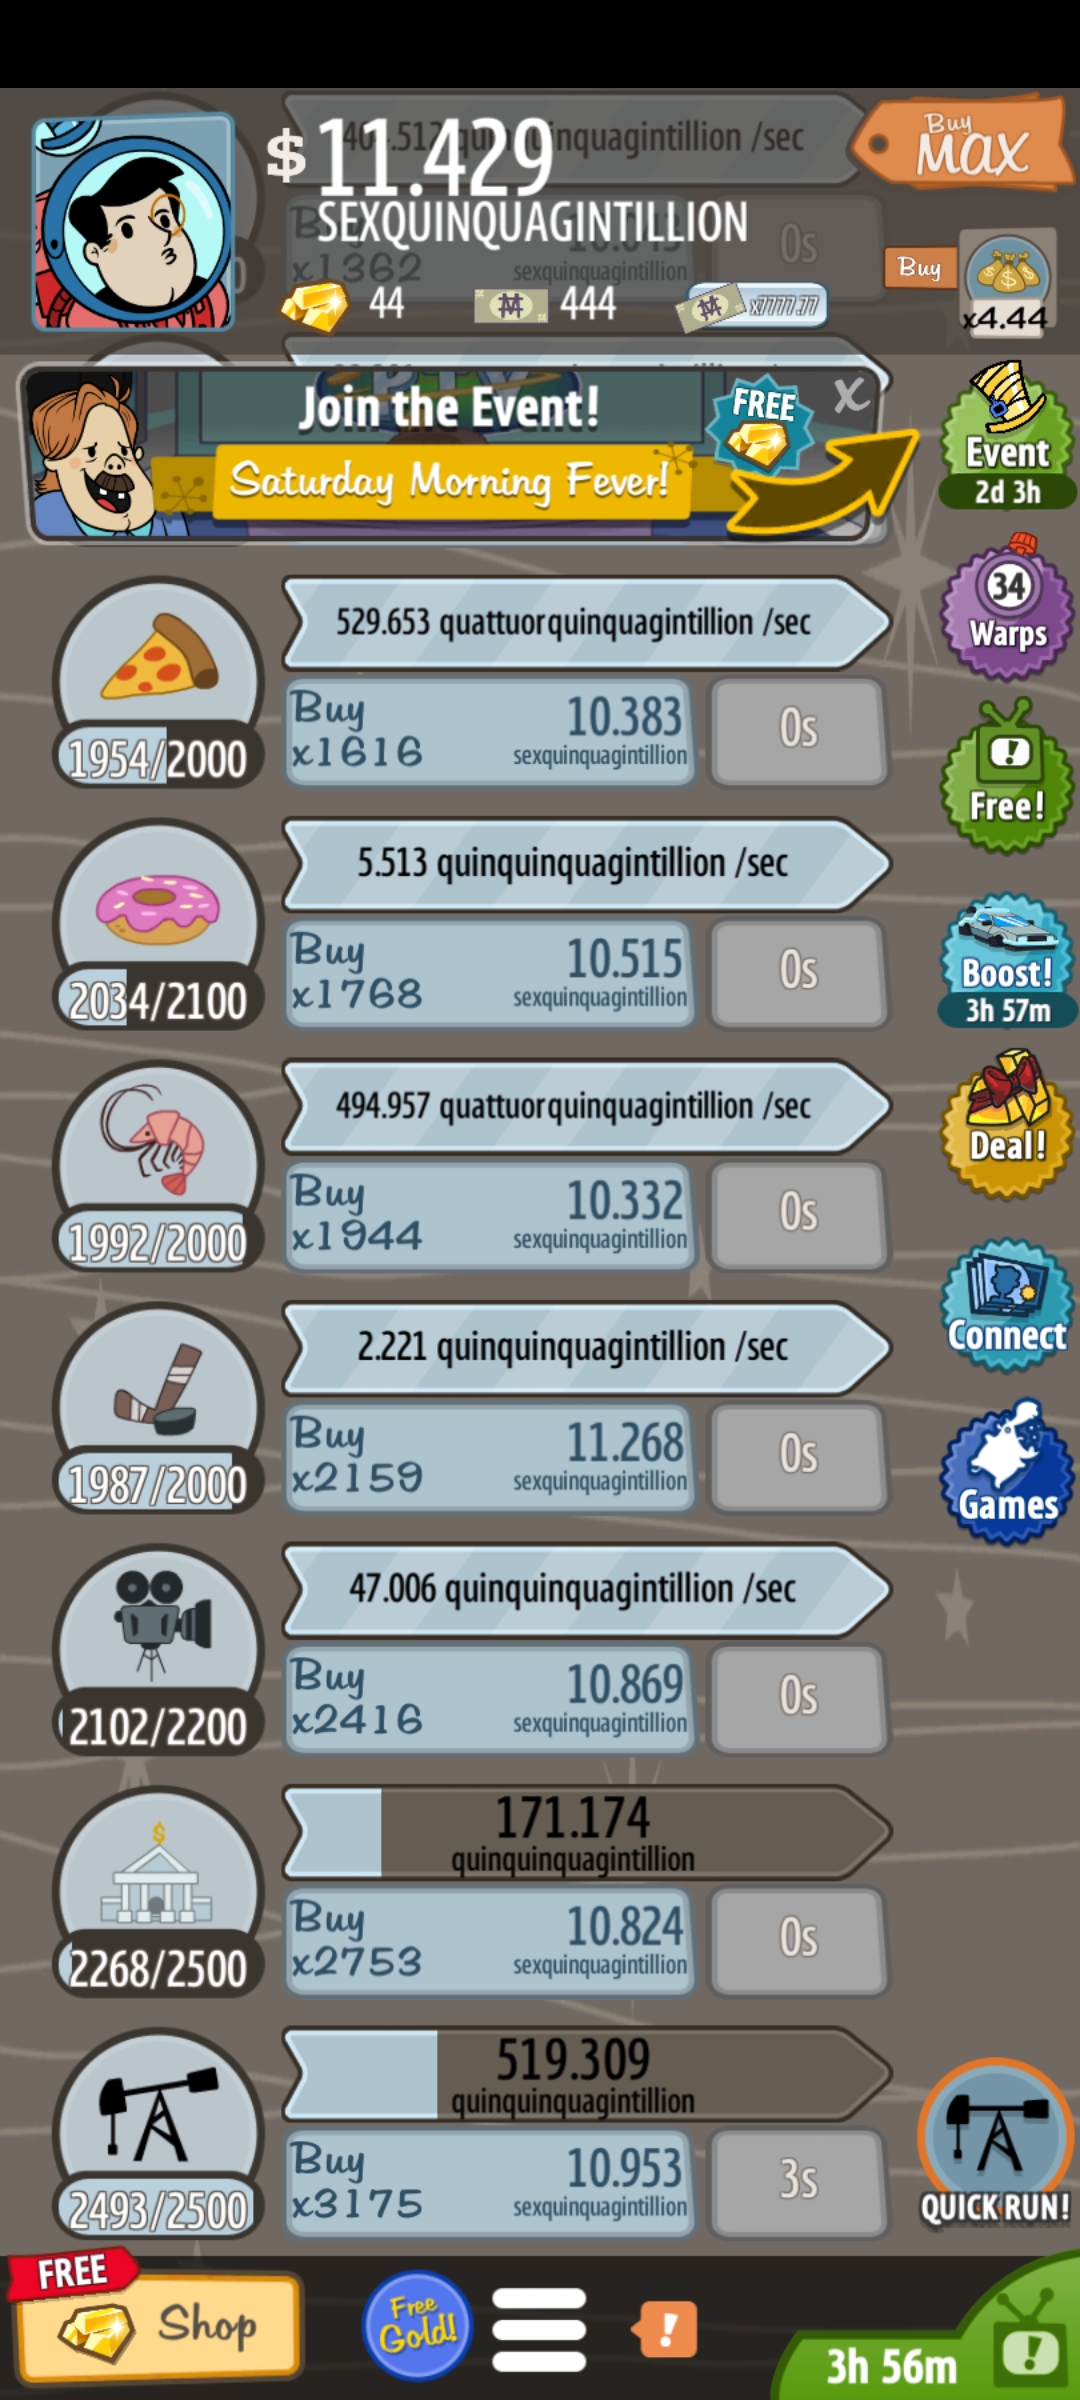 $ 11.429
SEXQUINQUAGINTILLION
Buy
MAX
/sec
x1362
sexquinquagintillion
0s
44
444
x7777.77
Buy
x4.44
Join the Event!
FREE
X
Saturday Morning Fever!
Event
2d 3h
529.653 quattuorquinquagintillion /sec
1954/2000
Buy
x1616
10.383
sexquinquagintillion
0s
34
Warps
Free!
5.513 quinquinquagintillion /sec
2034/2100
Buy
x1768
10.515
sexquinquagintillion
0s
Boost!
3h 57m
494.957 quattuorquinquagintillion /sec
1992/2000
Buy
x1944
10.332
sexquinquagintillion
0s
Deal!
2.221 quinquinquagintillion /sec
1987/2000
Buy
x2159
11.268
sexquinquagintillion
0s
Connect
Games
47.006 quinquinquagintillion /sec
2102/2200
Buy
x2416
10.869
sexquinquagintillion
0s
171.174
quinquinquagintillion
$
2268/2500
Buy
x2753
10.824
sexquinquagintillion
0s
519.309
quinquinquagintillion
2493/2500
Buy
x3175
10.953
sexquinquagintillion
3s
QUICK RUN!
FREE
Shop
Free
Gold!
!
3h 56m
!